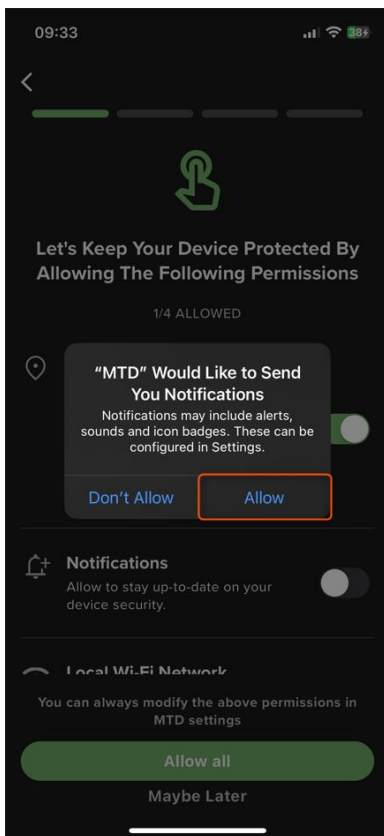 09:33
38
Let's Keep Your Device Protected By
Allowing The Following Permissions
1/4 ALLOWED
“MTD” Would Like to Send
You Notifications
Notifications may include alerts,
sounds and icon badges. These can be
configured in Settings.
Don't Allow
Allow
Notifications
Allow to stay up-to-date on your
device security.
Local Wi-Fi Network
You can always modify the above permissions in
MTD settings
Allow all
Maybe Later